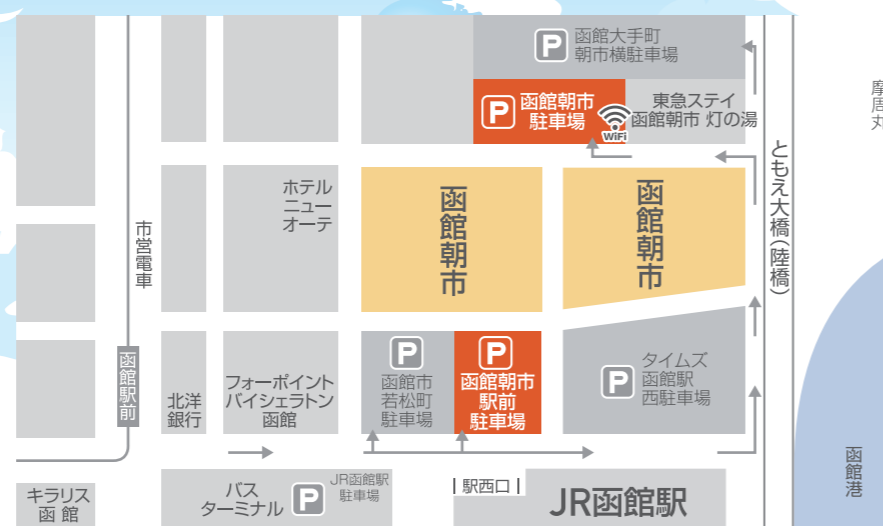 P
函館大手町
朝市横駐車場
P
函館朝市
駐車場
WiFi
東急ステイ
函館朝市 灯の湯
摩周丸
ともえ大橋(陸橋)
ホテル
ニュー
オーテ
函館朝市
函館朝市
市営電車
函館駅前
北洋
銀行
フォーポイント
バイシェラトン
函館
P
函館市
若松町
駐車場
P
函館朝市
駅前
駐車場
P
タイムズ
函館駅
西駐車場
函館港
キラリス
函館
バス
ターミナル
P
JR函館駅
駐車場
駅西口
JR函館駅